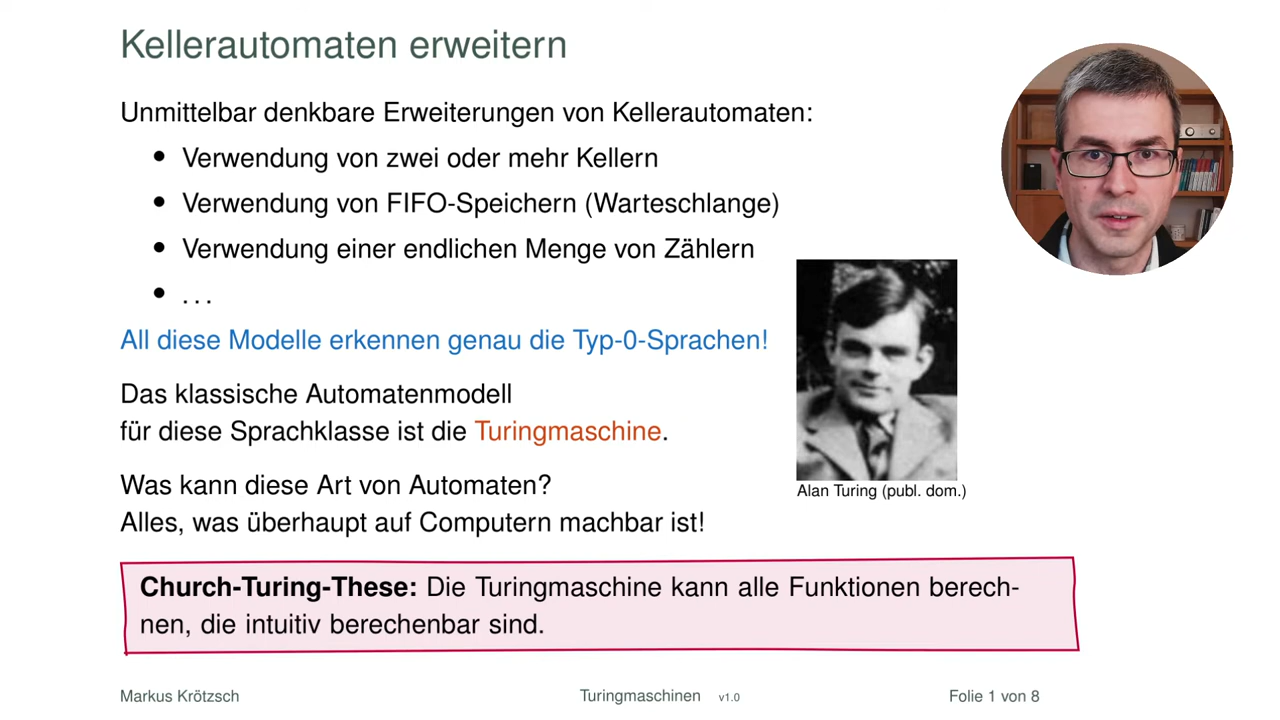 Kellerautomaten erweitern
Unmittelbar denkbare Erweiterungen von Kellerautomaten:
• Verwendung von zwei oder mehr Kellern
• Verwendung von FIFO-Speichern (Warteschlange)
• Verwendung einer endlichen Menge von Zählern
• . . .
All diese Modelle erkennen genau die Typ-0-Sprachen!
Das klassische Automatenmodell
für diese Sprachklasse ist die Turingmaschine.
Was kann diese Art von Automaten?
Alles, was überhaupt auf Computern machbar ist!
Alan Turing (publ. dom.)
Church-Turing-These: Die Turingmaschine kann alle Funktionen berech-
nen, die intuitiv berechenbar sind.
Markus Krötzsch Turingmaschinen v1.0 Folie 1 von 8